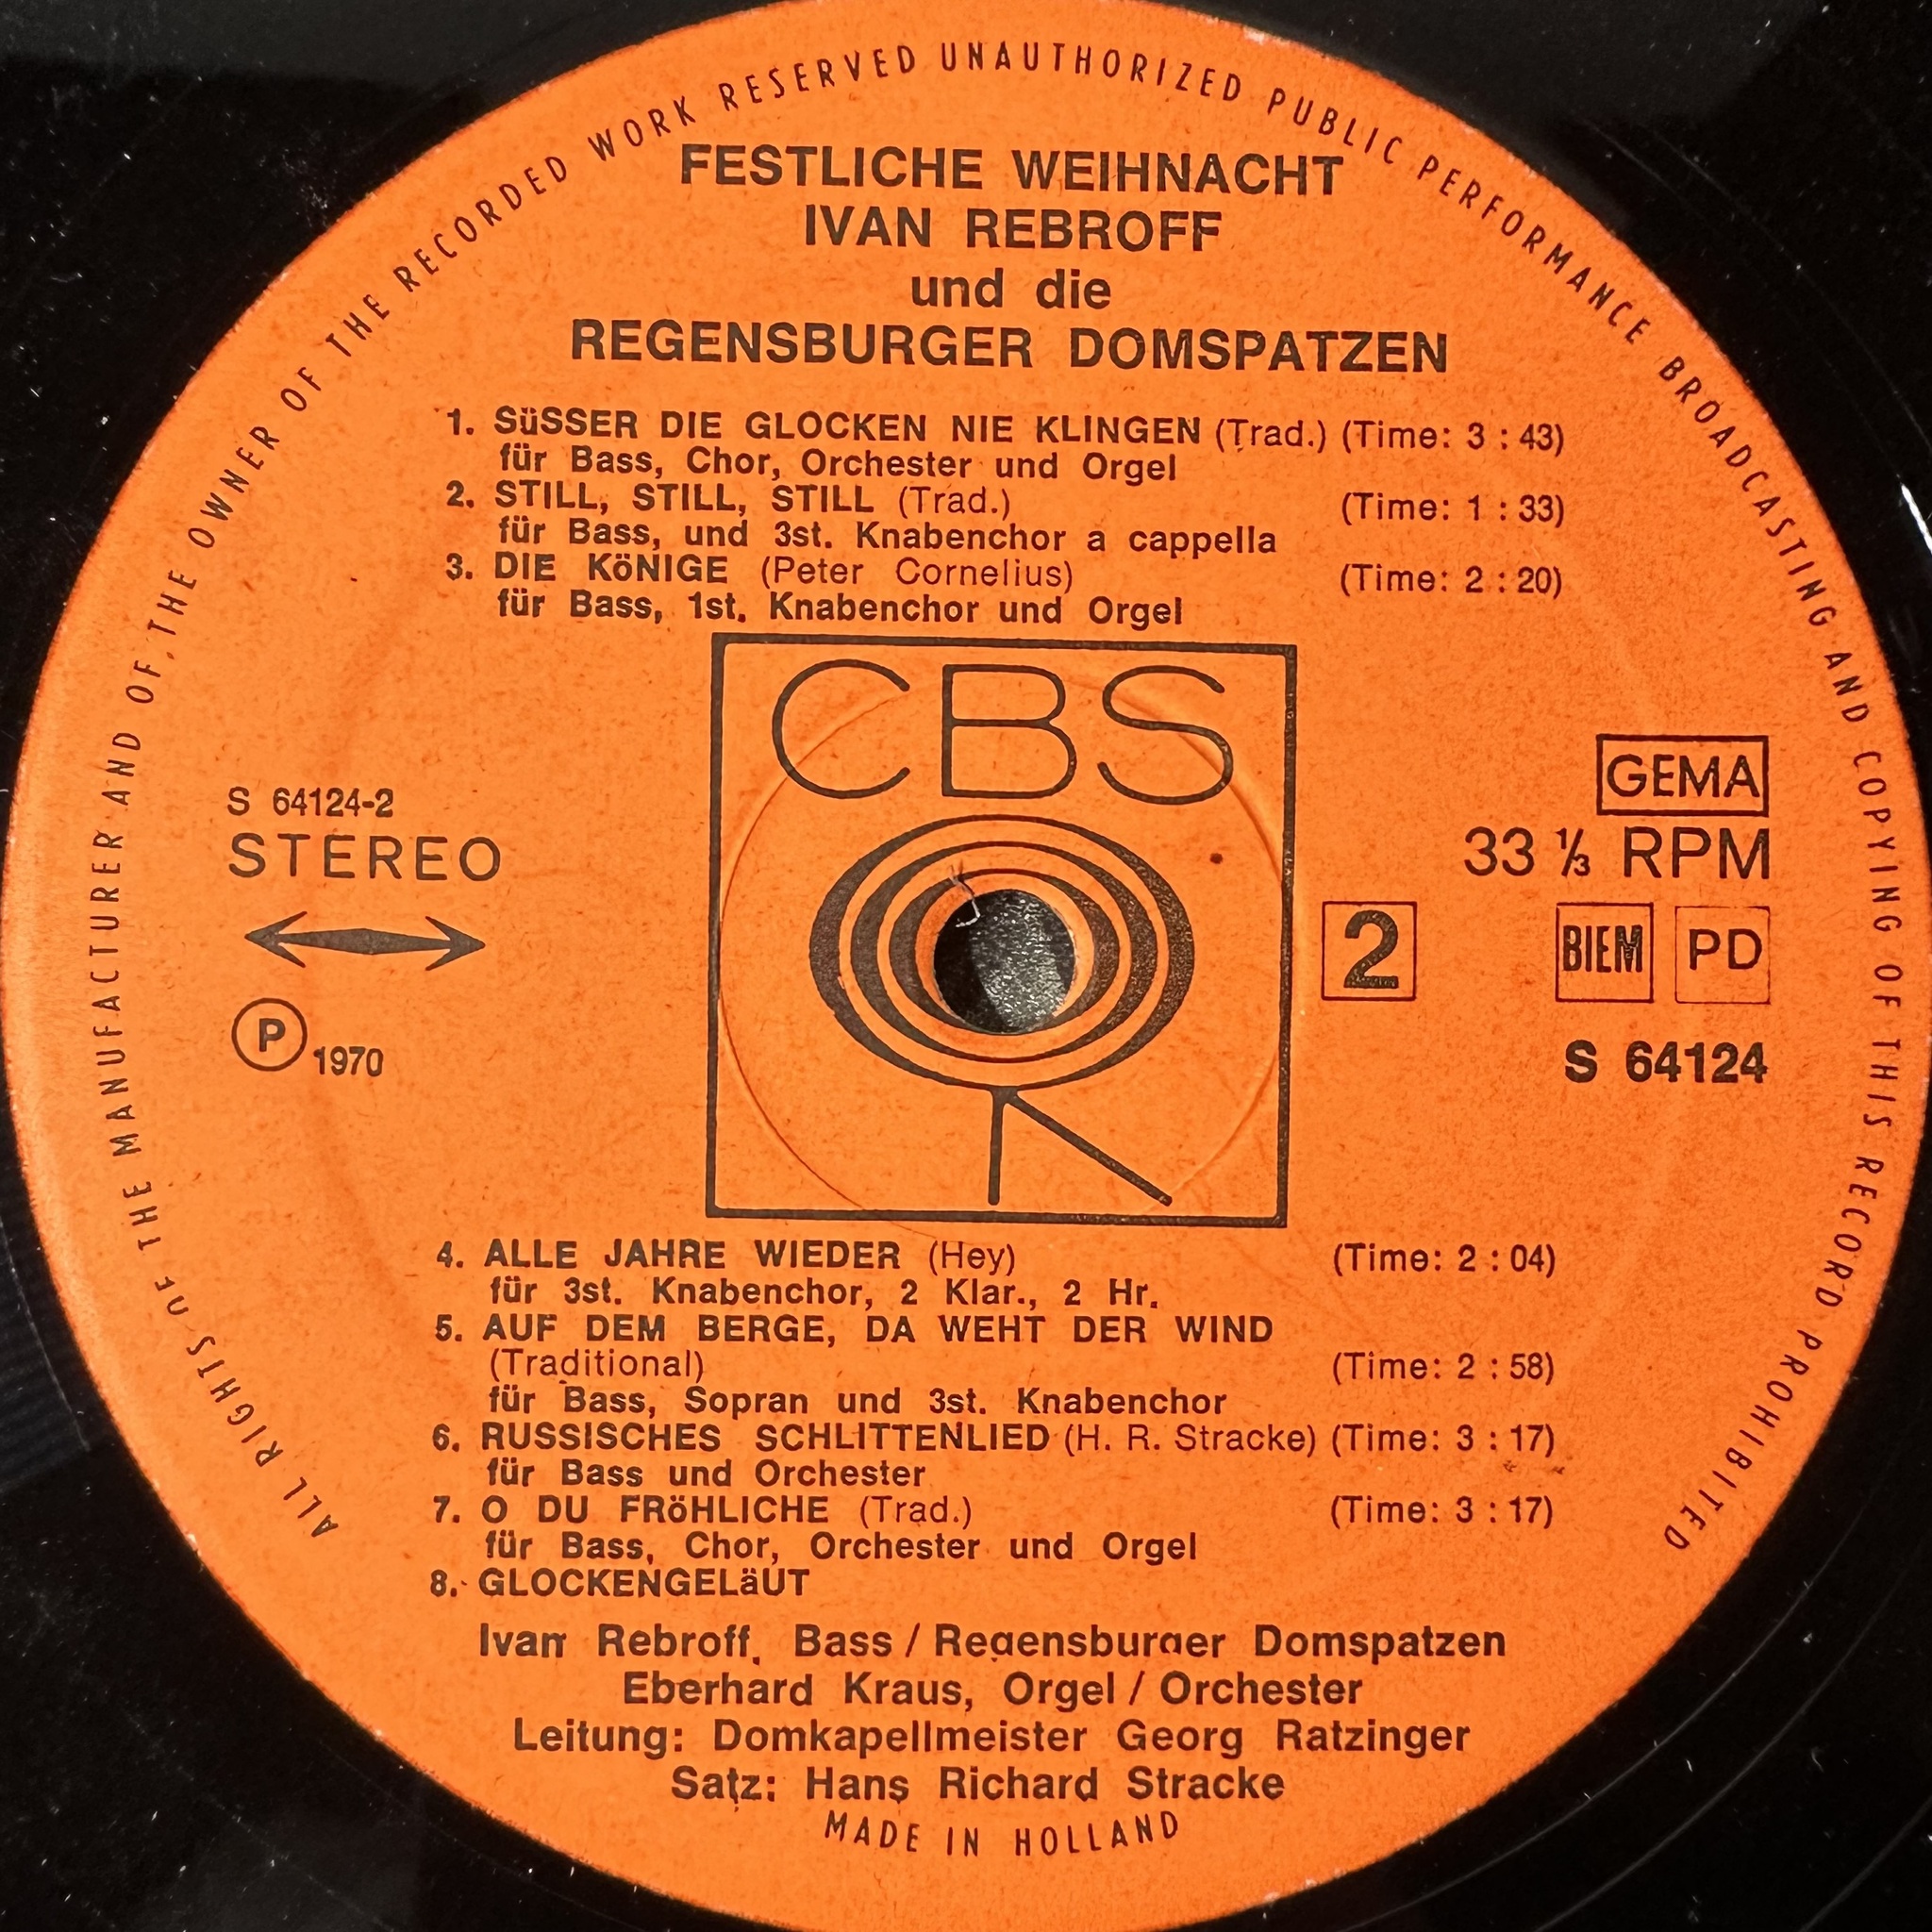 ALL RIGHTS OF THE MANUFACTURER AND OF THE OWNER OF THE RECORDED WORK RESERVED UNAUTHORIZED PUBLIC PERFORMANCE BROADCASTING AND COPYING OF THIS RECORD PROHIBITED
FESTLICHE WEIHNACHT
IVAN REBROFF
und die
REGENSBURGER DOMSPATZEN
1. SüSSER DIE GLOCKEN NIE KLINGEN (Trad.) (Time: 3 : 43)
für Bass, Chor, Orchester und Orgel
2. STILL, STILL, STILL (Trad.) (Time: 1 : 33)
für Bass, und 3st. Knabenchor a cappella
3. DIE KöNIGE (Peter Cornelius) (Time: 2 : 20)
für Bass, 1st. Knabenchor und Orgel
CBS
S 64124-2
STEREO
P 1970
GEMA
33 ⅓ RPM
2
BIEM PD
S 64124
4. ALLE JAHRE WIEDER (Hey) (Time: 2 : 04)
für 3st. Knabenchor, 2 Klar., 2 Hr.
5. AUF DEM BERGE, DA WEHT DER WIND
(Traditional) (Time: 2 : 58)
für Bass, Sopran und 3st. Knabenchor
6. RUSSISCHES SCHLITTENLIED (H. R. Stracke) (Time: 3 : 17)
für Bass und Orchester
7. O DU FRöHLICHE (Trad.) (Time: 3 : 17)
für Bass, Chor, Orchester und Orgel
8. GLOCKENGELäUT
Ivan Rebroff, Bass / Regensburger Domspatzen
Eberhard Kraus, Orgel / Orchester
Leitung: Domkapellmeister Georg Ratzinger
Satz: Hans Richard Stracke
MADE IN HOLLAND